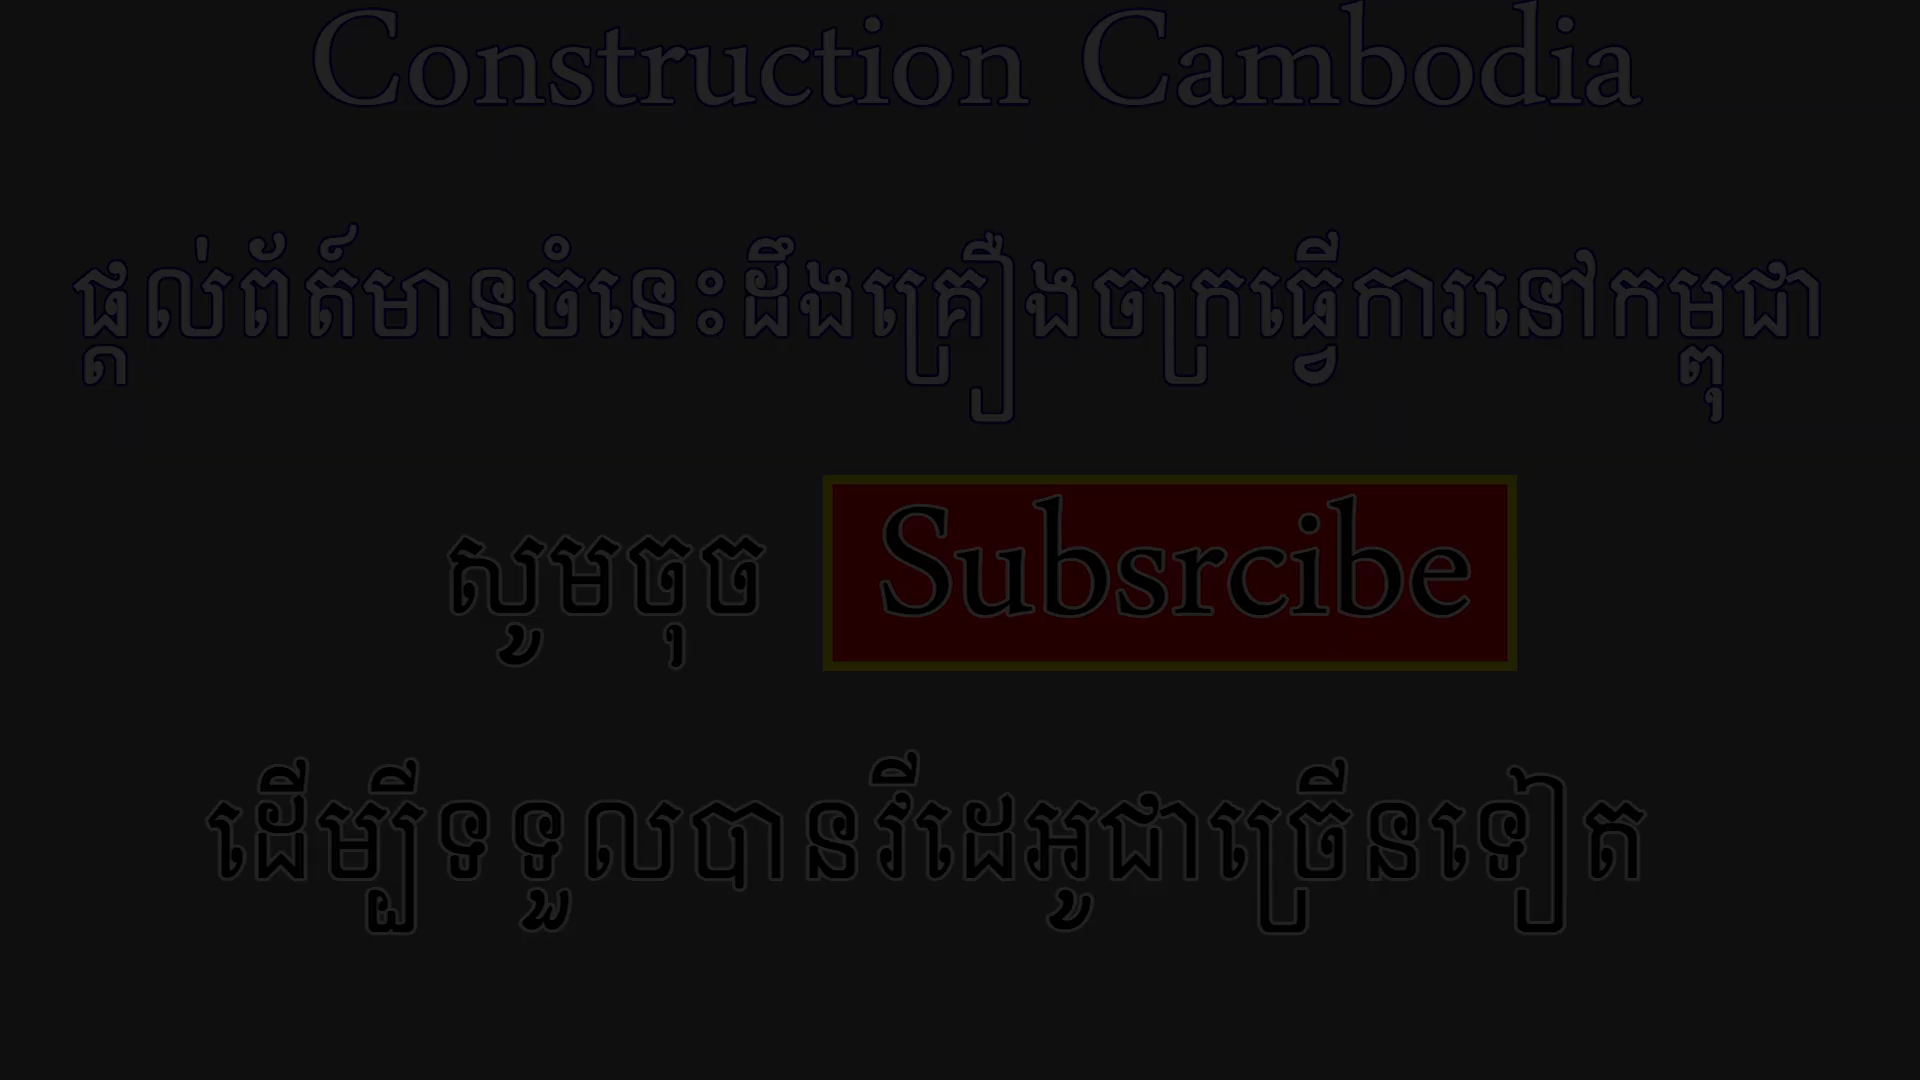 Construction Cambodia
ផ្តល់ព័ត៍មានចំនេះដឹងគ្រឿងចក្រធ្វើការនៅកម្ពុជា
សូមចុច Subsrcibe
ដើម្បីទទួលបានវីដេអូជាច្រើនទៀត